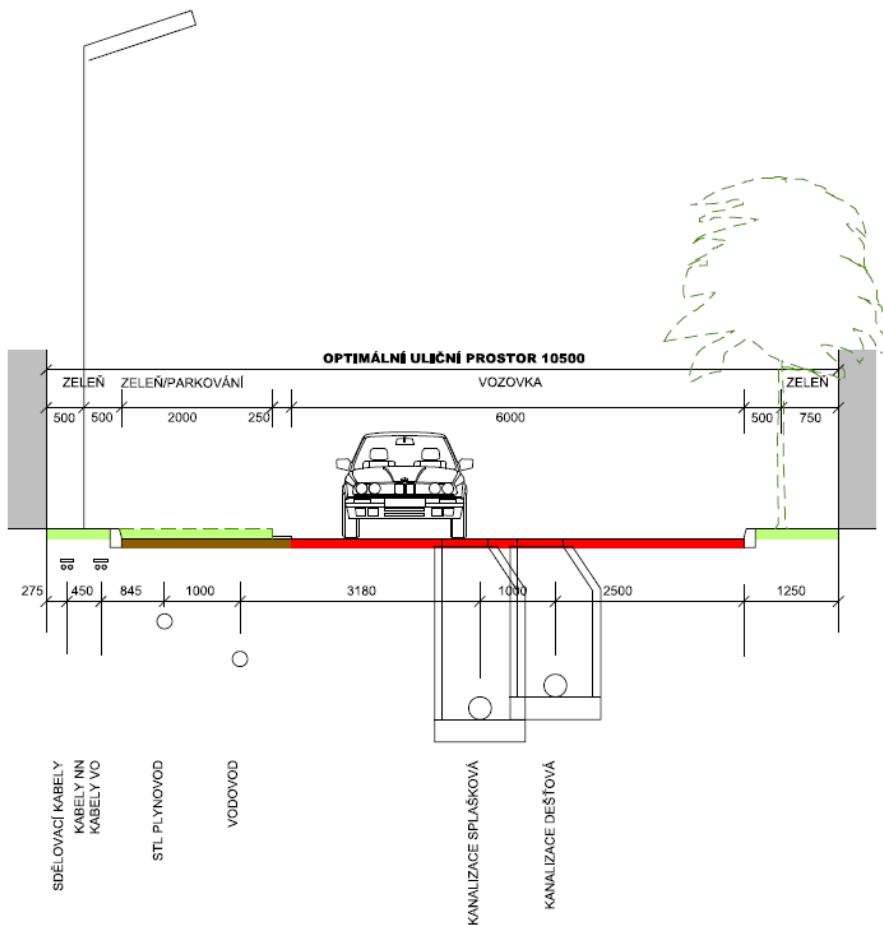 OPTIMÁLNÍ ULIČNÍ PROSTOR 10500
ZELEŇ ZELEŇ/PARKOVÁNÍ VOZOVKA ZELEŇ
500 500 2000 250 6000 500 750
275 450 845 1000 3180 1000 2500 1250
SDĚLOVACÍ KABELY
KABELY NN
KABELY VO
STL PLYNOVOD
VODOVOD
KANALIZACE SPLAŠKOVÁ
KANALIZACE DEŠŤOVÁ